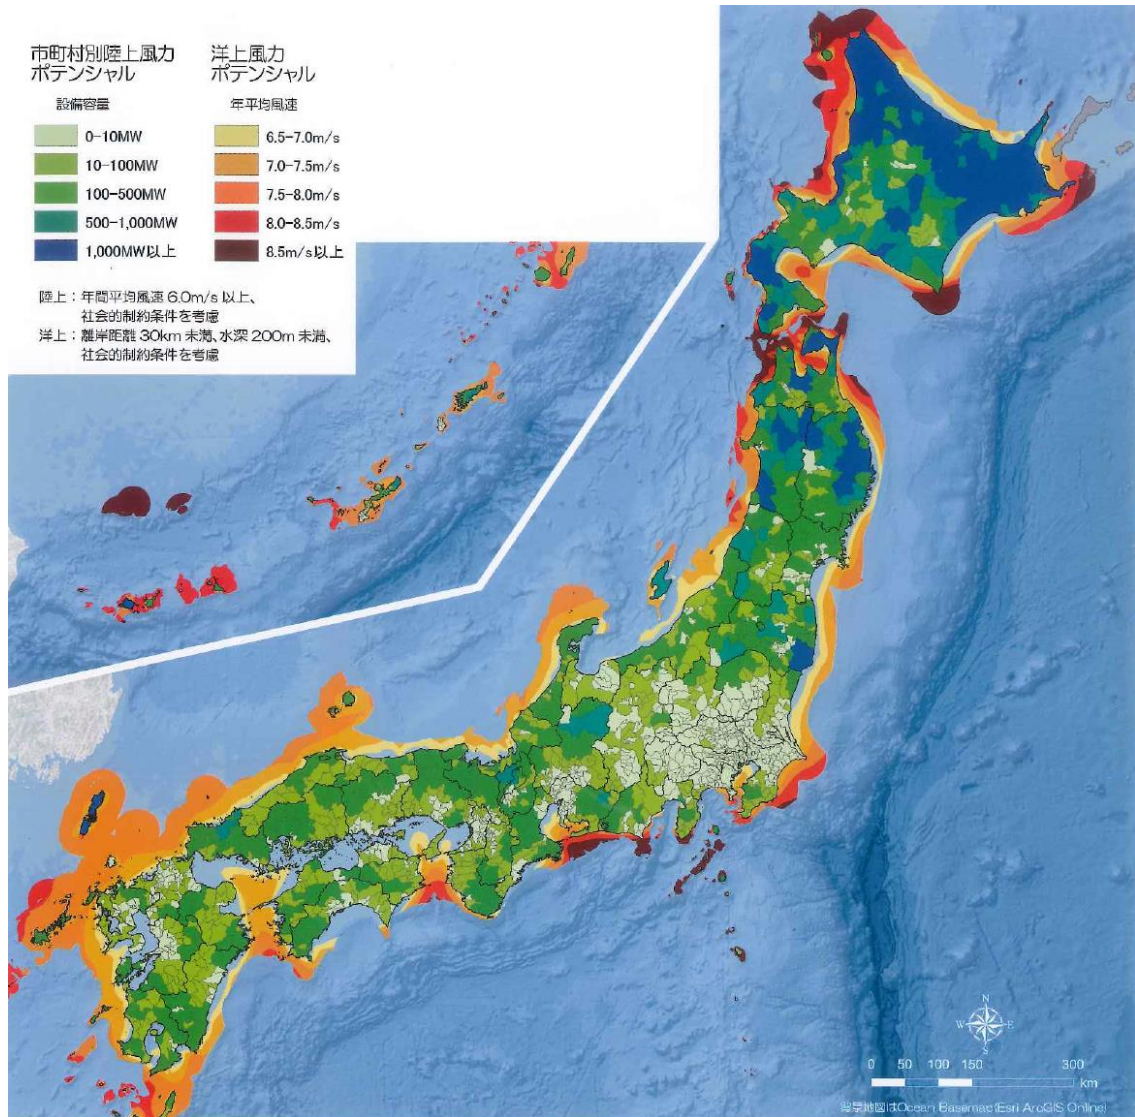 市町村別陸上風力
ポテンシャル
設備容量
0-10MW
10-100MW
100-500MW
500-1,000MW
1,000MW以上
洋上風力
ポテンシャル
年平均風速
6.5-7.0m/s
7.0-7.5m/s
7.5-8.0m/s
8.0-8.5m/s
8.5m/s以上
陸上：年間平均風速 6.0m/s 以上、
社会的制約条件を考慮
洋上：離岸距離 30km 未満、水深 200m 未満、
社会的制約条件を考慮
N
W E
S
0 50 100 150 300
km
背景地図はOcean Basemap(Esri ArcGIS Online)